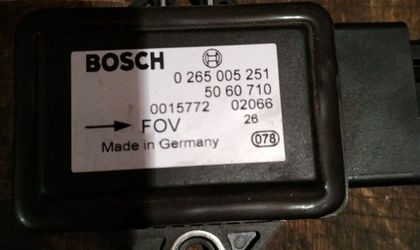 BOSCH
0 265 005 251
50 60 710
0015772 02066
→ FOV 26
Made in Germany 078